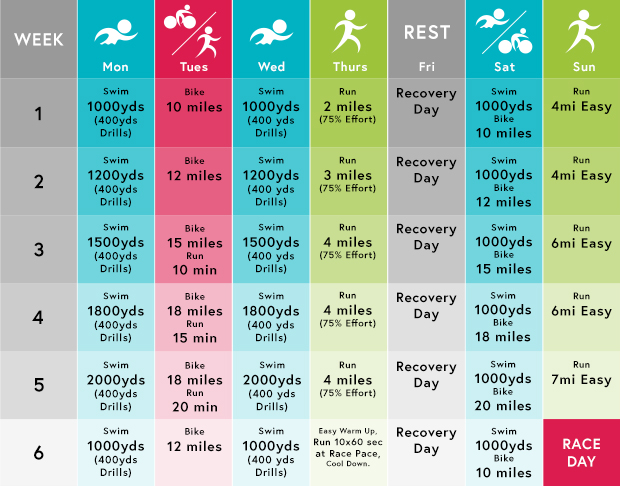 WEEK
Mon
Tues
Wed
Thurs
REST
Fri
Sat
Sun
1
Swim
1000yds
(400yds
Drills)
Bike
10 miles
Swim
1000yds
(400 yds
Drills)
Run
2 miles
(75% Effort)
Recovery
Day
Swim
1000yds
Bike
10 miles
Run
4mi Easy
2
Swim
1200yds
(400yds
Drills)
Bike
12 miles
Swim
1200yds
(400 yds
Drills)
Run
3 miles
(75% Effort)
Recovery
Day
Swim
1000yds
Bike
12 miles
Run
4mi Easy
3
Swim
1500yds
(400yds
Drills)
Bike
15 miles
Run
10 min
Swim
1500yds
(400 yds
Drills)
Run
4 miles
(75% Effort)
Recovery
Day
Swim
1000yds
Bike
15 miles
Run
6mi Easy
4
Swim
1800yds
(400yds
Drills)
Bike
18 miles
Run
15 min
Swim
1800yds
(400 yds
Drills)
Run
4 miles
(75% Effort)
Recovery
Day
Swim
1000yds
Bike
18 miles
Run
6mi Easy
5
Swim
2000yds
(400yds
Drills)
Bike
18 miles
Run
20 min
Swim
2000yds
(400 yds
Drills)
Run
4 miles
(75% Effort)
Recovery
Day
Swim
1000yds
Bike
20 miles
Run
7mi Easy
6
Swim
1000yds
(400yds
Drills)
Bike
12 miles
Swim
1000yds
(400 yds
Drills)
Easy Warm Up,
Run 10x60 sec
at Race Pace,
Cool Down.
Recovery
Day
Swim
1000yds
Bike
10 miles
RACE
DAY